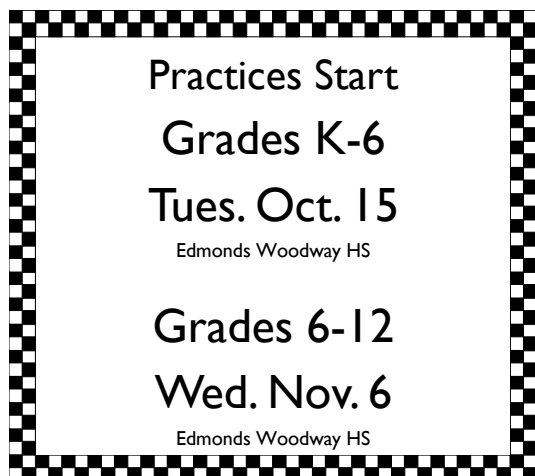 Practices Start
Grades K-6
Tues. Oct. 15
Edmonds Woodway HS
Grades 6-12
Wed. Nov. 6
Edmonds Woodway HS